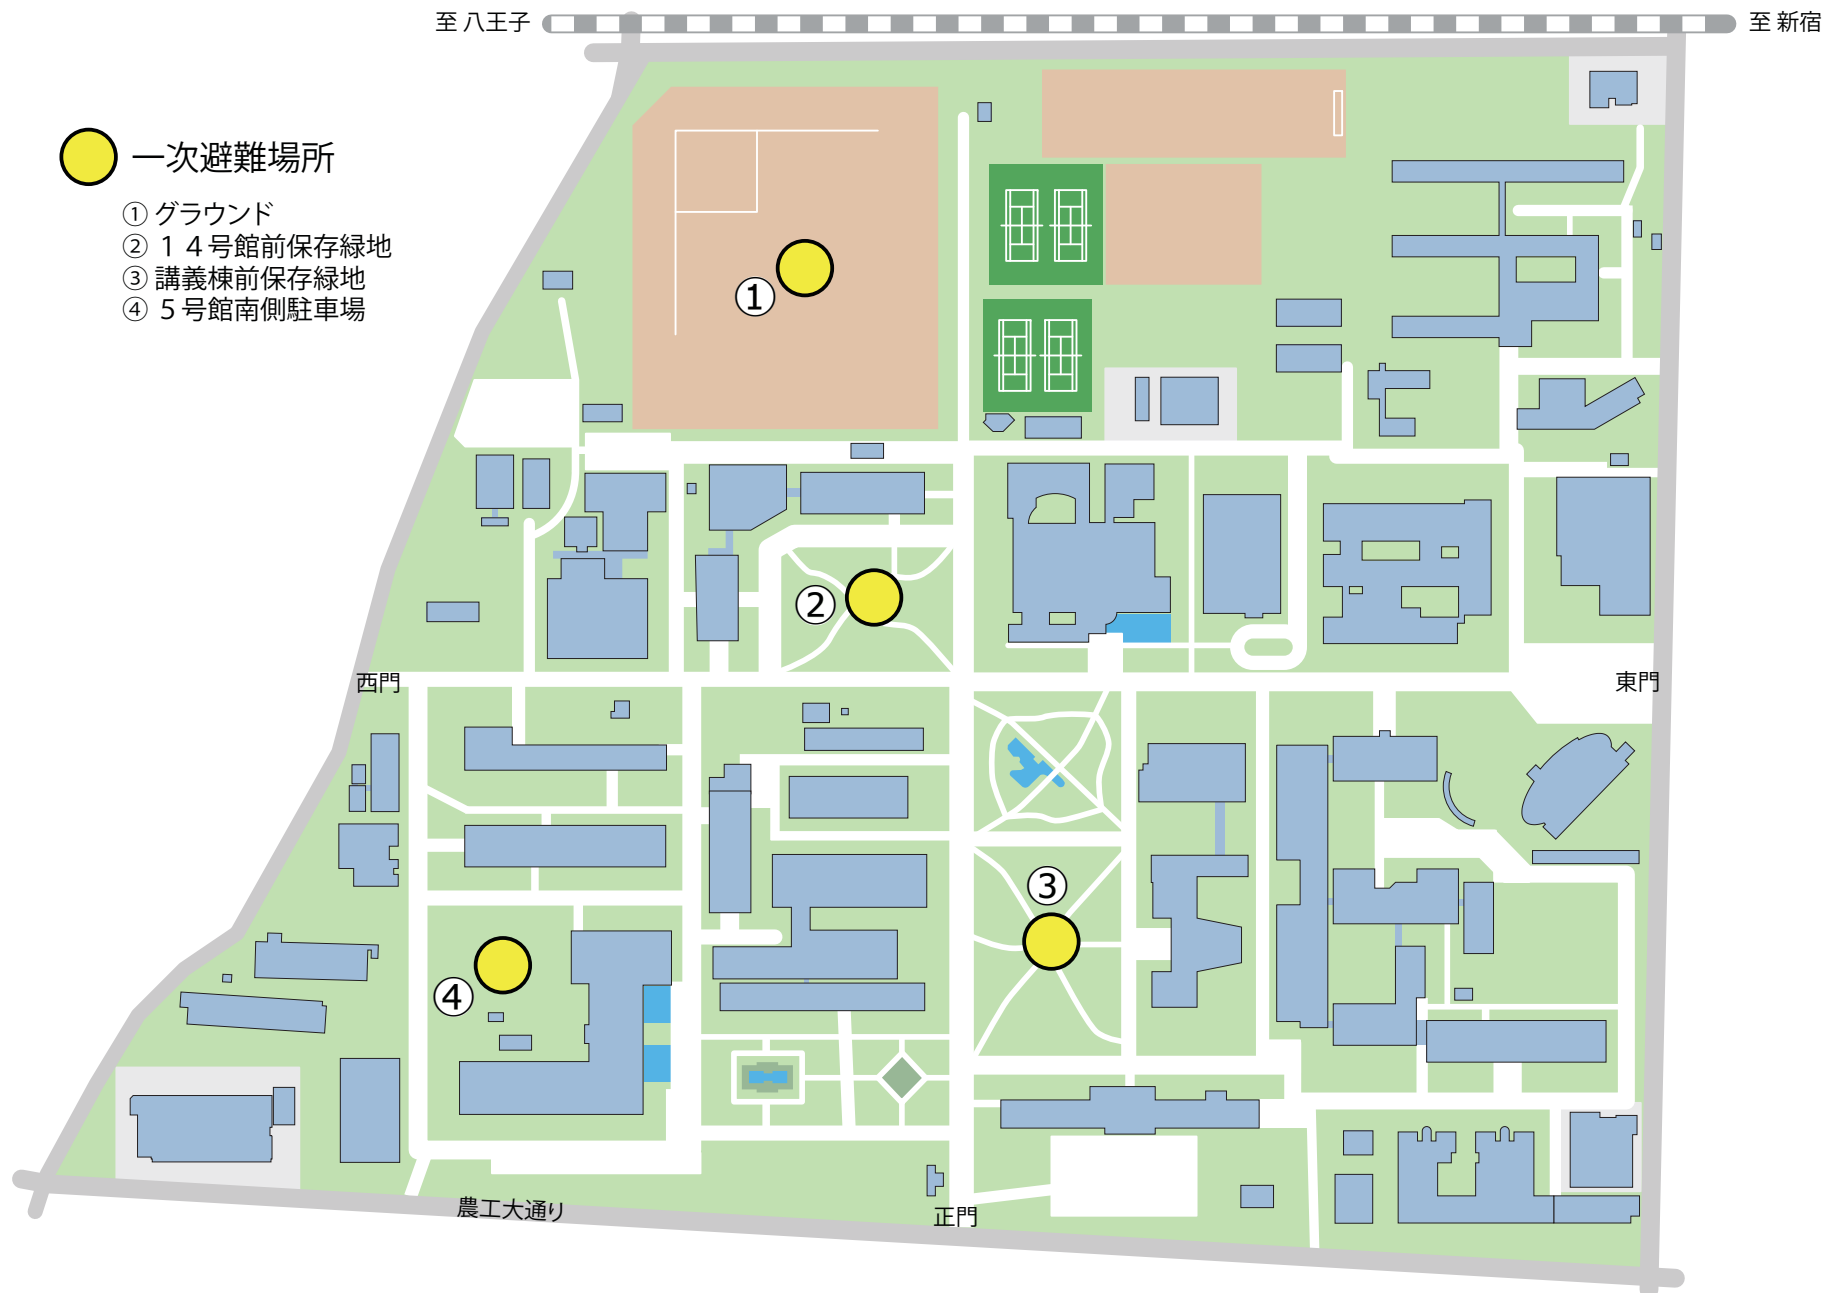 至 八王子
至 新宿
一次避難場所
① グラウンド
② １４号館前保存緑地
③ 講義棟前保存緑地
④ ５号館南側駐車場
①
②
西門
東門
③
④
農工大通り
正門